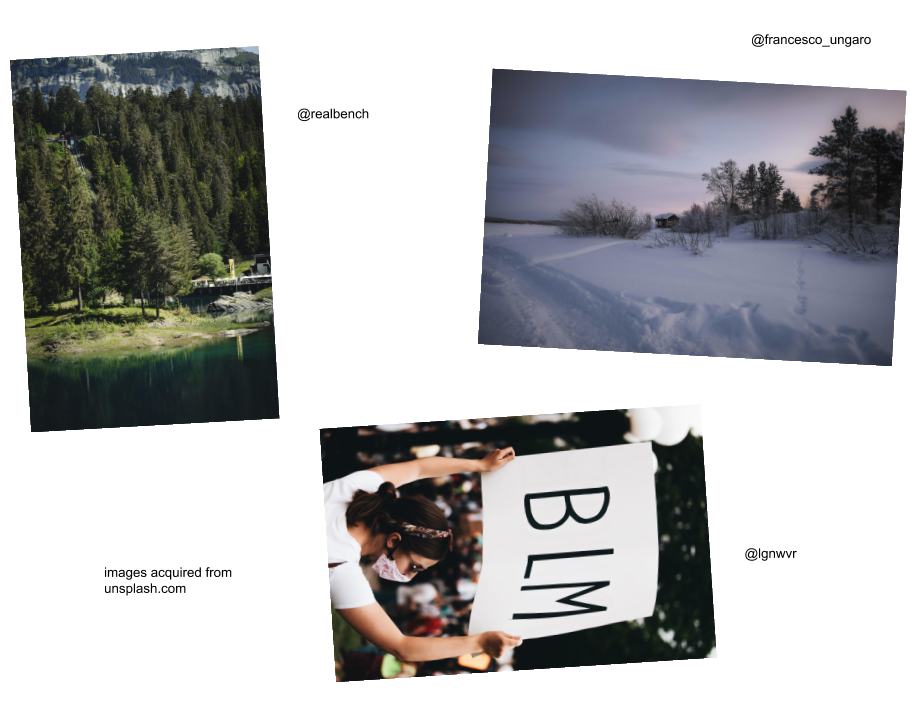 @francesco_ungaro
@realbench
BLM
@lgnwvr
images acquired from
unsplash.com